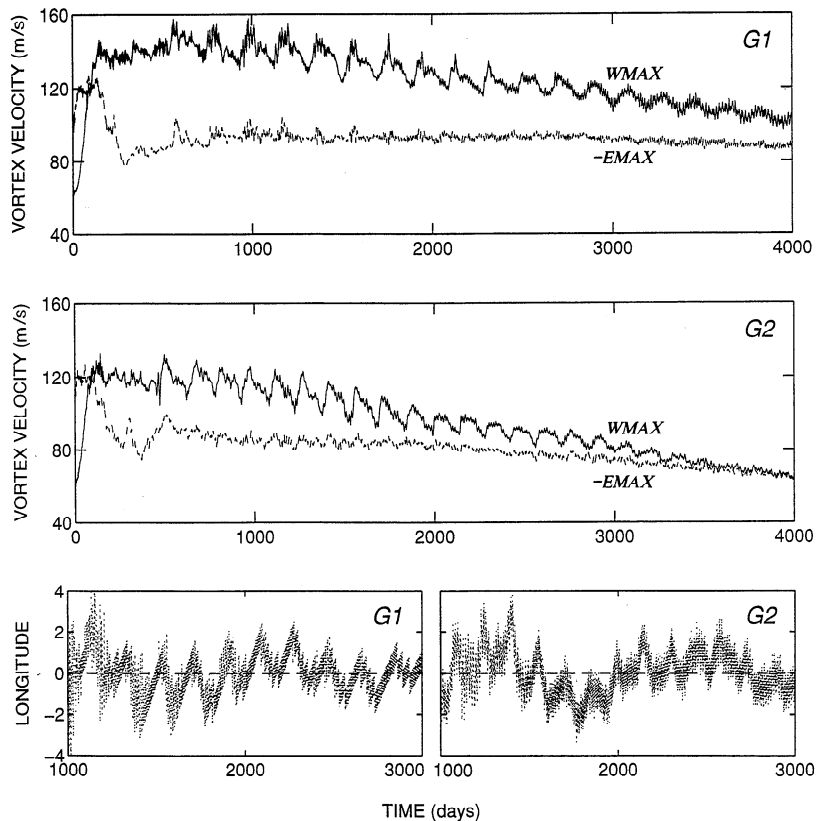 VORTEX VELOCITY (m/s)
160
120
80
40
G1
WMAX
−EMAX
0 1000 2000 3000 4000
VORTEX VELOCITY (m/s)
160
120
80
40
G2
WMAX
−EMAX
0 1000 2000 3000 4000
LONGITUDE
4
2
0
−2
−4
G1
G2
1000 2000 3000 1000 2000 3000
TIME (days)